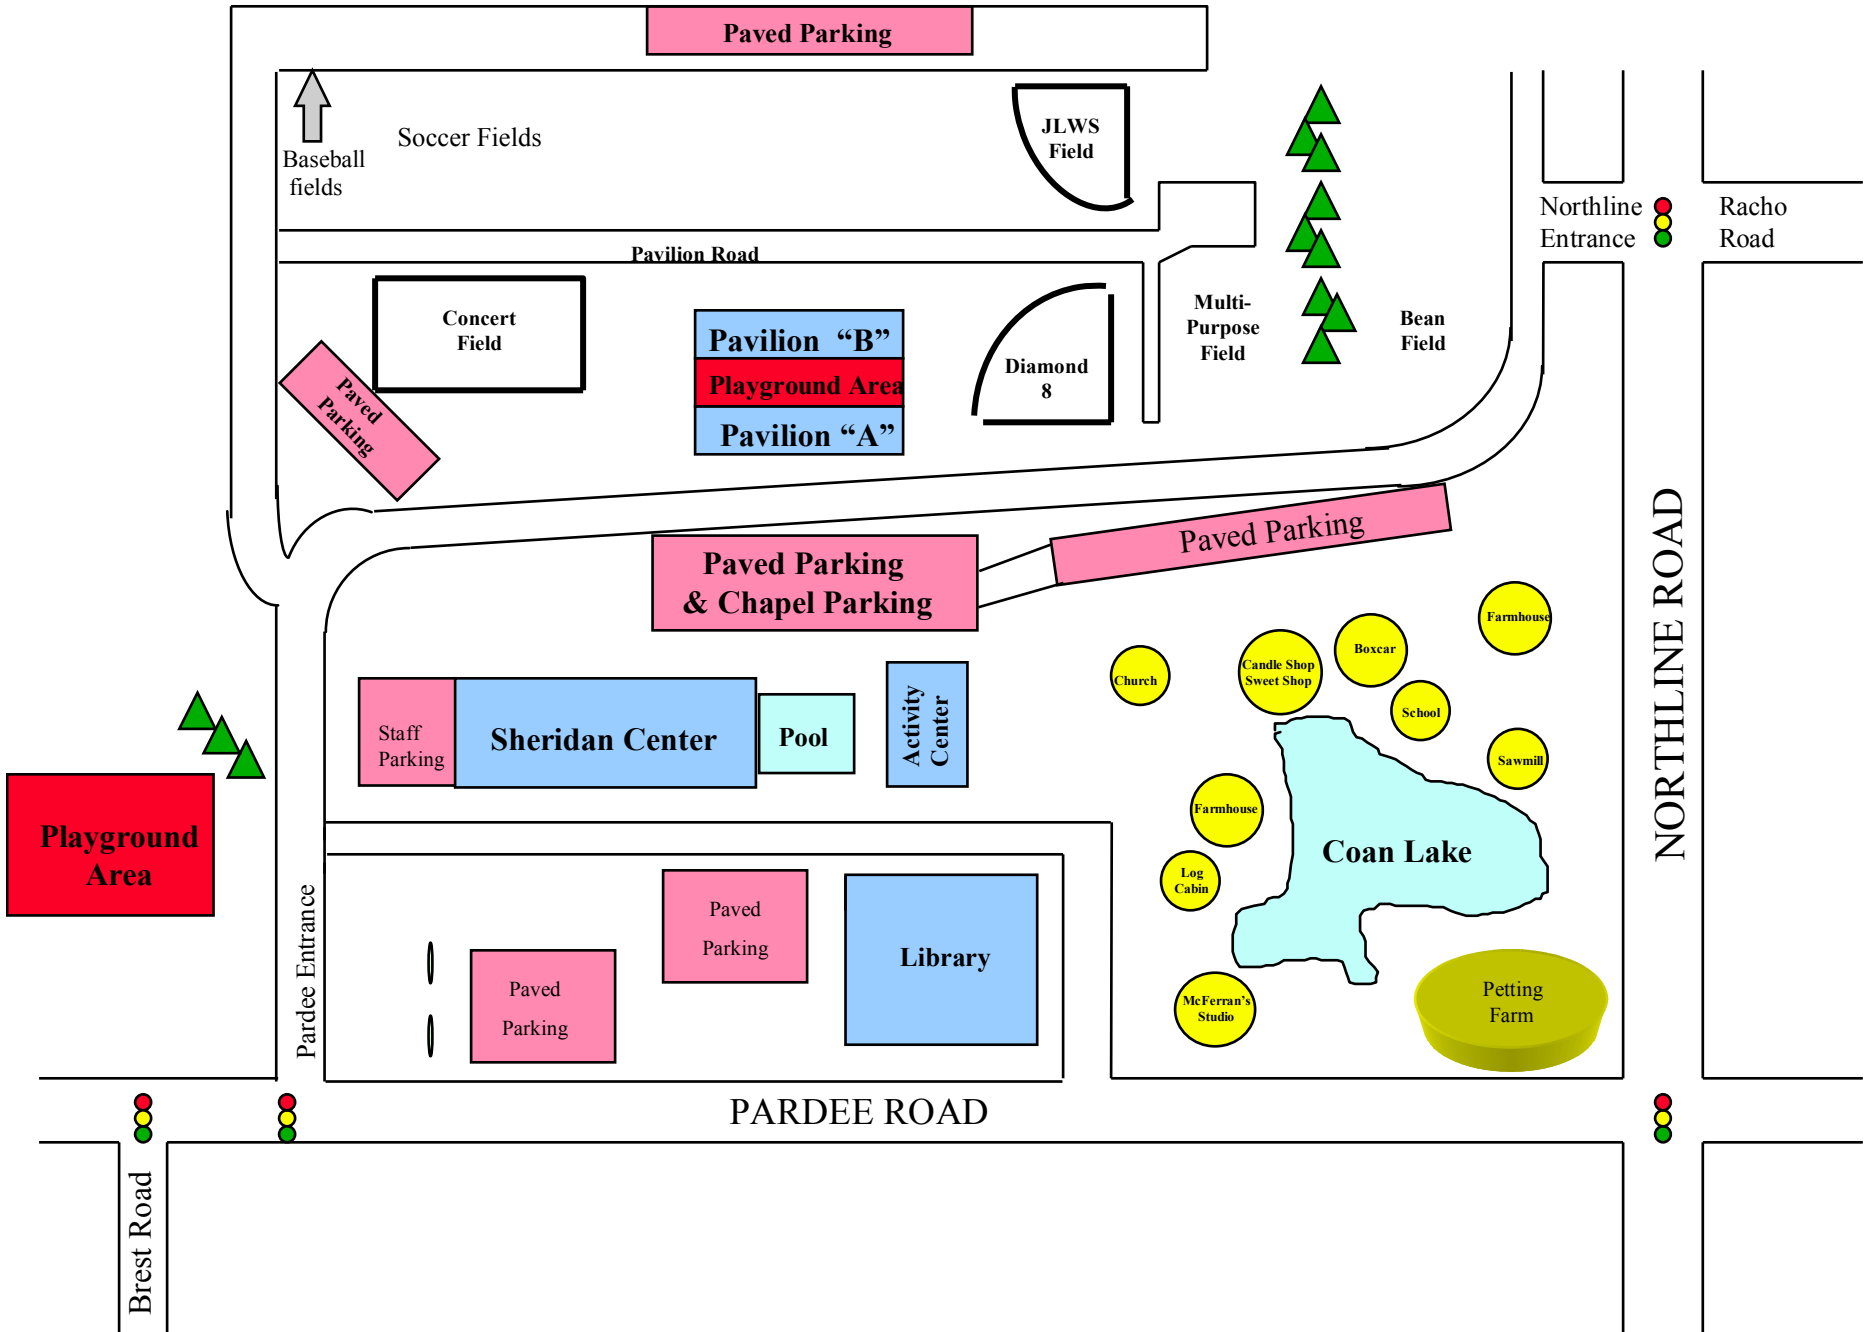 Paved Parking
Baseball
fields
Soccer Fields
JLWS
Field
Northline
Entrance
Racho
Road
Pavilion Road
Concert
Field
Paved
Parking
Pavilion “B”
Playground Area
Pavilion “A”
Diamond
8
Multi-
Purpose
Field
Bean
Field
Paved Parking
& Chapel Parking
Paved Parking
NORTHLINE ROAD
Church
Candle Shop
Sweet Shop
Boxcar
Farmhouse
School
Sawmill
Staff
Parking
Sheridan Center
Pool
Activity
Center
Farmhouse
Log
Cabin
Coan Lake
Playground
Area
Pardee Entrance
Paved
Parking
Paved
Parking
Library
McFerran’s
Studio
Petting
Farm
PARDEE ROAD
Brest Road